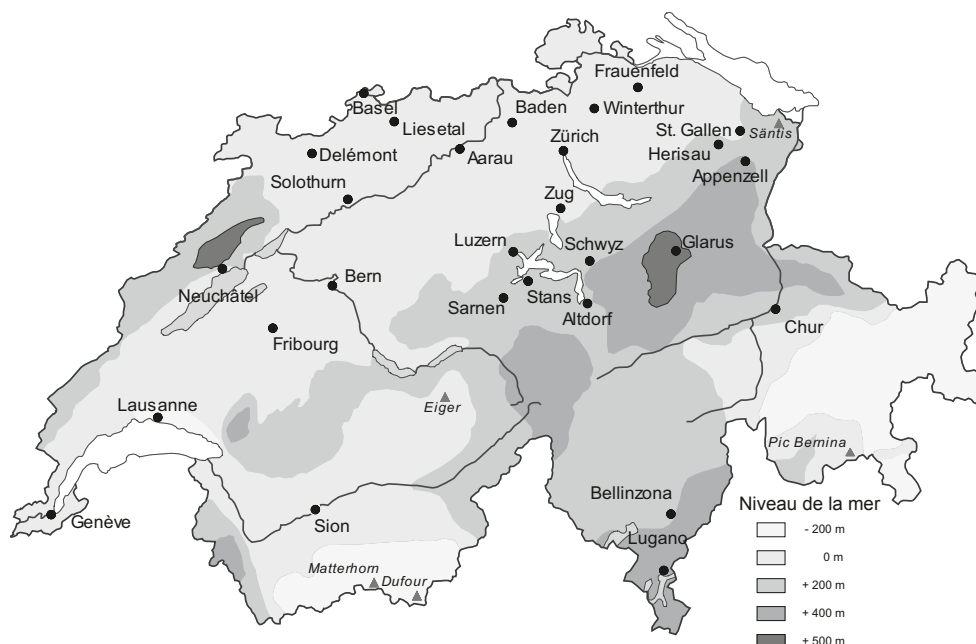 Frauenfeld
Basel
Baden
Winterthur
Liesetal
Zürich
St. Gallen
Säntis
Delémont
Aarau
Herisau
Appenzell
Solothurn
Zug
Luzern
Schwyz
Glarus
Bern
Neuchâtel
Stans
Sarnen
Altdorf
Chur
Fribourg
Lausanne
Eiger
Pic Bernina
Bellinzona
Niveau de la mer
Genève
Sion
- 200 m
Lugano
0 m
Matterhorn
Dufour
+ 200 m
+ 400 m
+ 500 m